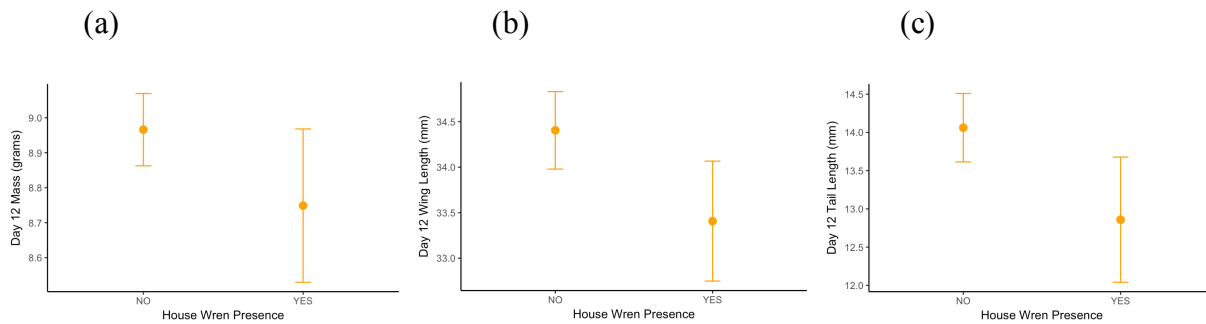 (a)
(b)
(c)
Day 12 Mass (grams)
9.0
8.9
8.8
8.7
8.6
NO
YES
House Wren Presence
Day 12 Wing Length (mm)
34.5
34.0
33.5
33.0
NO
YES
House Wren Presence
Day 12 Tail Length (mm)
14.5
14.0
13.5
13.0
12.5
12.0
NO
YES
House Wren Presence